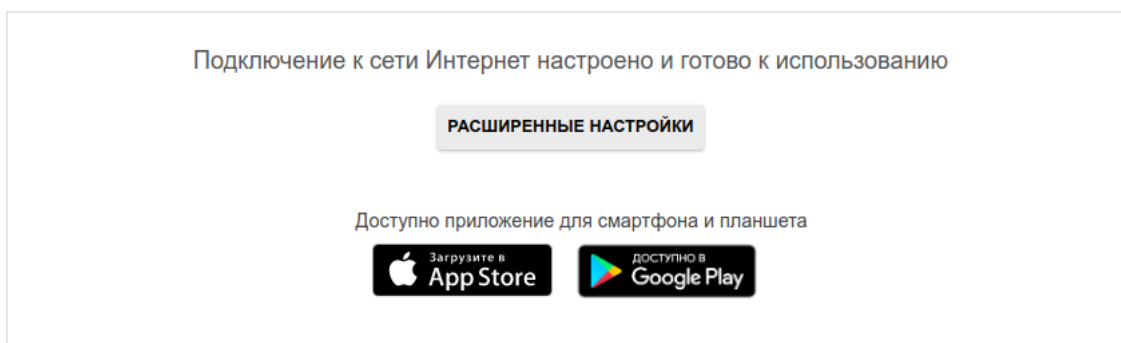 Подключение к сети Интернет настроено и готово к использованию
РАСШИРЕННЫЕ НАСТРОЙКИ
Доступно приложение для смартфона и планшета
Загрузите в
App Store
ДОСТУПНО В
Google Play